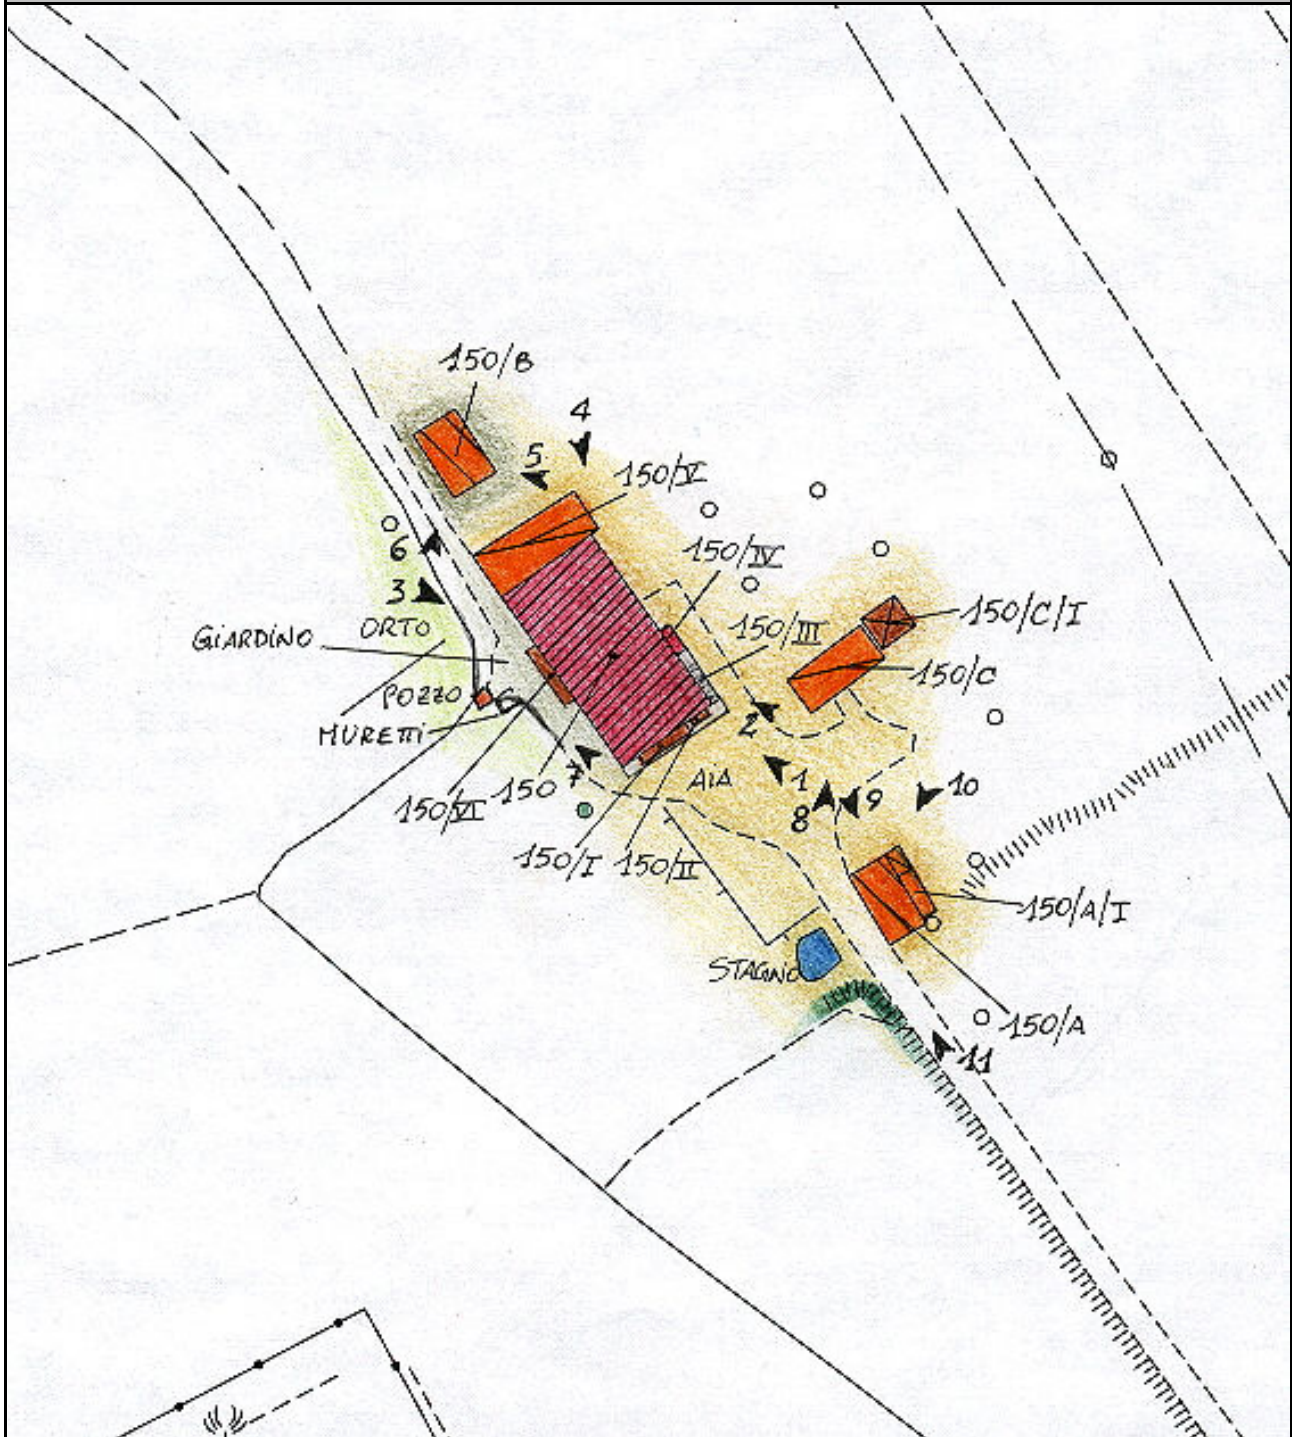 150/B
4
5
150/V
6
150/IV
3
150/C/I
ORTO
150/III
GIARDINO
150/C
POZZO
2
MURETTI
7
AIA
1
10
150/VI
150
9
8
150/I
150/II
150/A/I
STAGNO
150/A
11